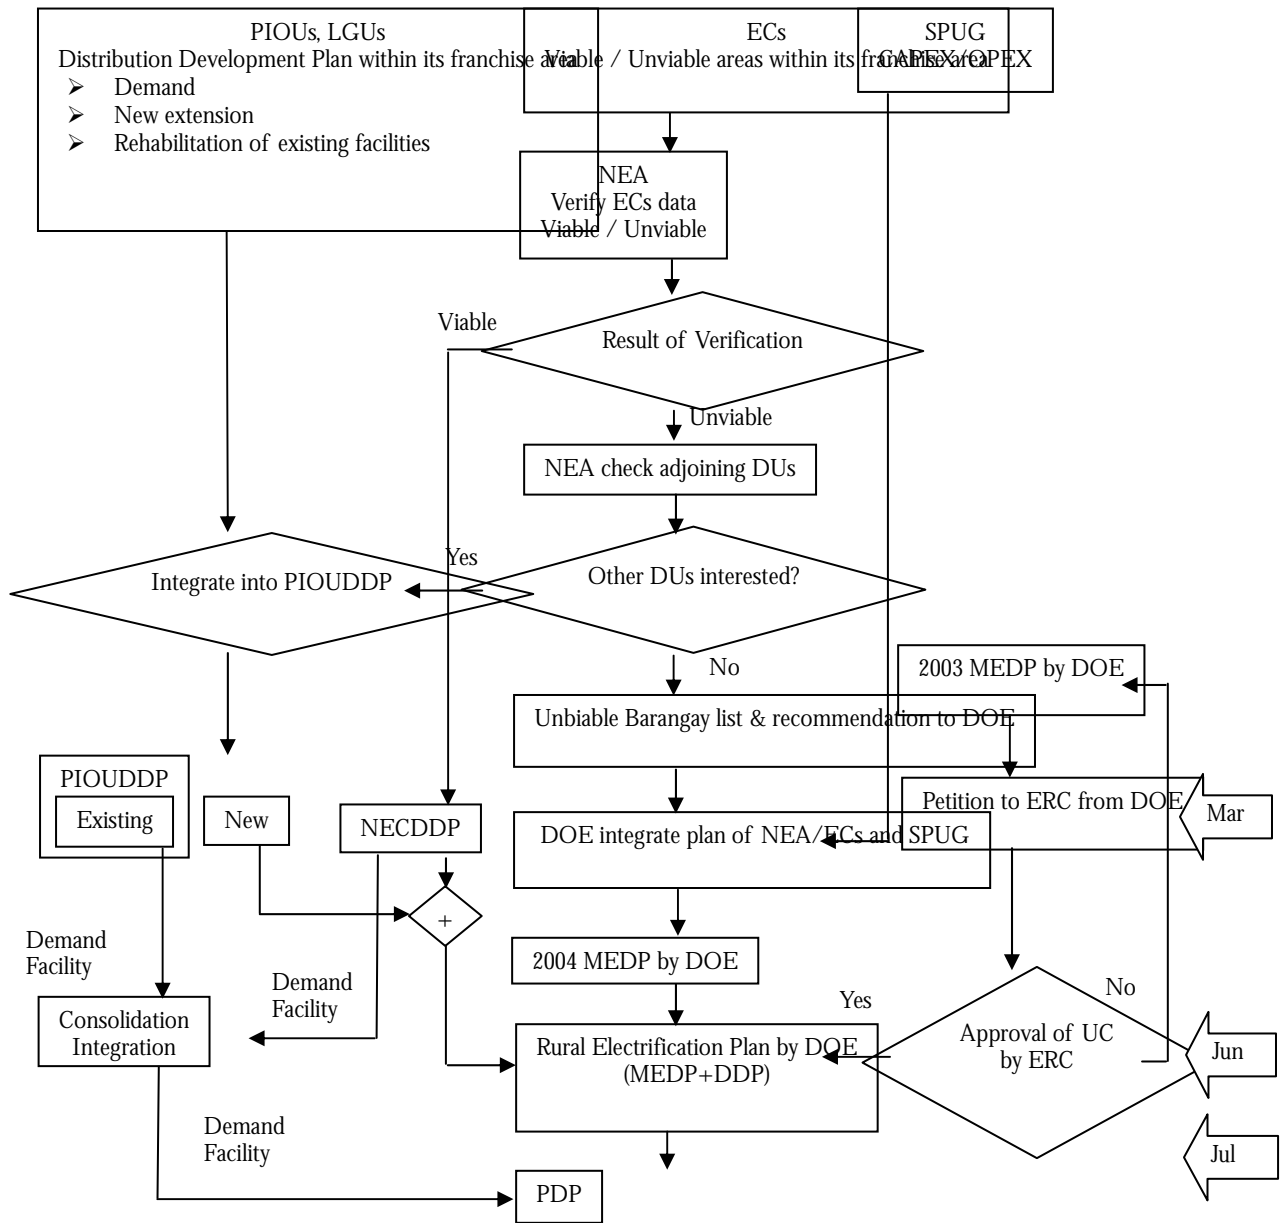 PIOUs, LGUs
Distribution Development Plan within its franchise area
➢ Demand
➢ New extension
➢ Rehabilitation of existing facilities
ECs
Viable / Unviable areas within its franchise area
SPUG
CAPEX/OPEX
NEA
Verify ECs data
Viable / Unviable
Viable
Result of Verification
Unviable
NEA check adjoining DUs
Yes
Integrate into PIOUDDP
Other DUs interested?
No
2003 MEDP by DOE
Unbiable Barangay list & recommendation to DOE
PIOUDDP
Existing
New
NECDDP
Petition to ERC from DOE
Mar
DOE integrate plan of NEA/ECs and SPUG
+
Demand
Facility
2004 MEDP by DOE
Demand
Facility
Yes
No
Consolidation
Integration
Rural Electrification Plan by DOE
(MEDP+DDP)
Approval of UC
by ERC
Jun
Demand
Facility
Jul
PDP